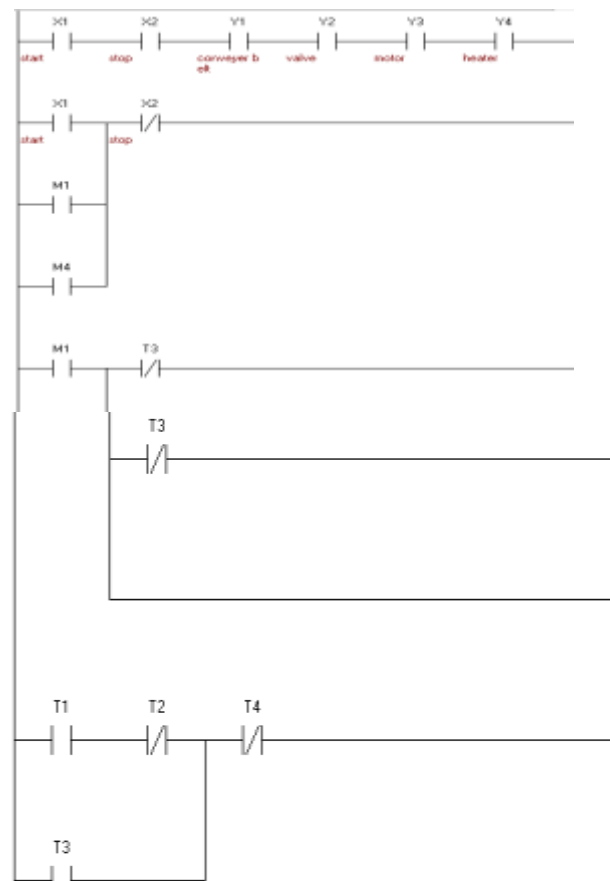 X1 X2 Y1 Y2 Y3 Y4
start stop conveyer b valve motor heater
elt
X1 X2
start stop
M1
M4
M1 T3
T3
T1 T2 T4
T3